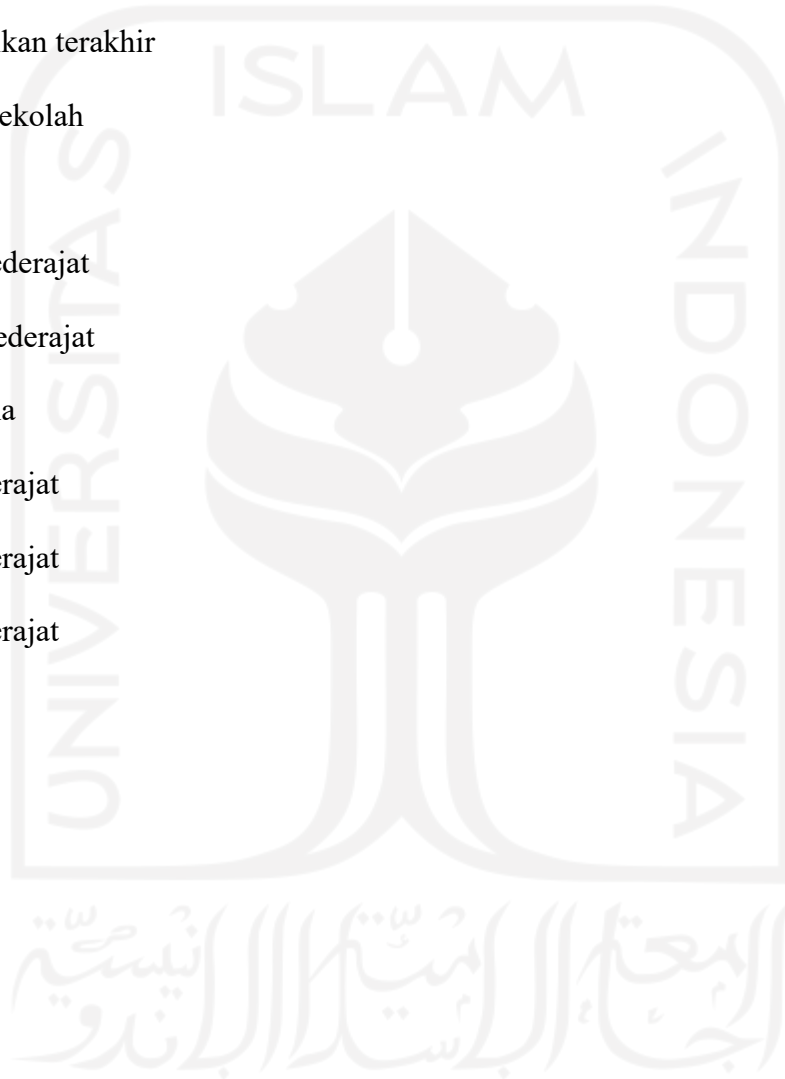 kan terakhir
ekolah
ederajat
ederajat
a
erajat
erajat
erajat
ISLAM
UNIVERSITAS
INDONESIA